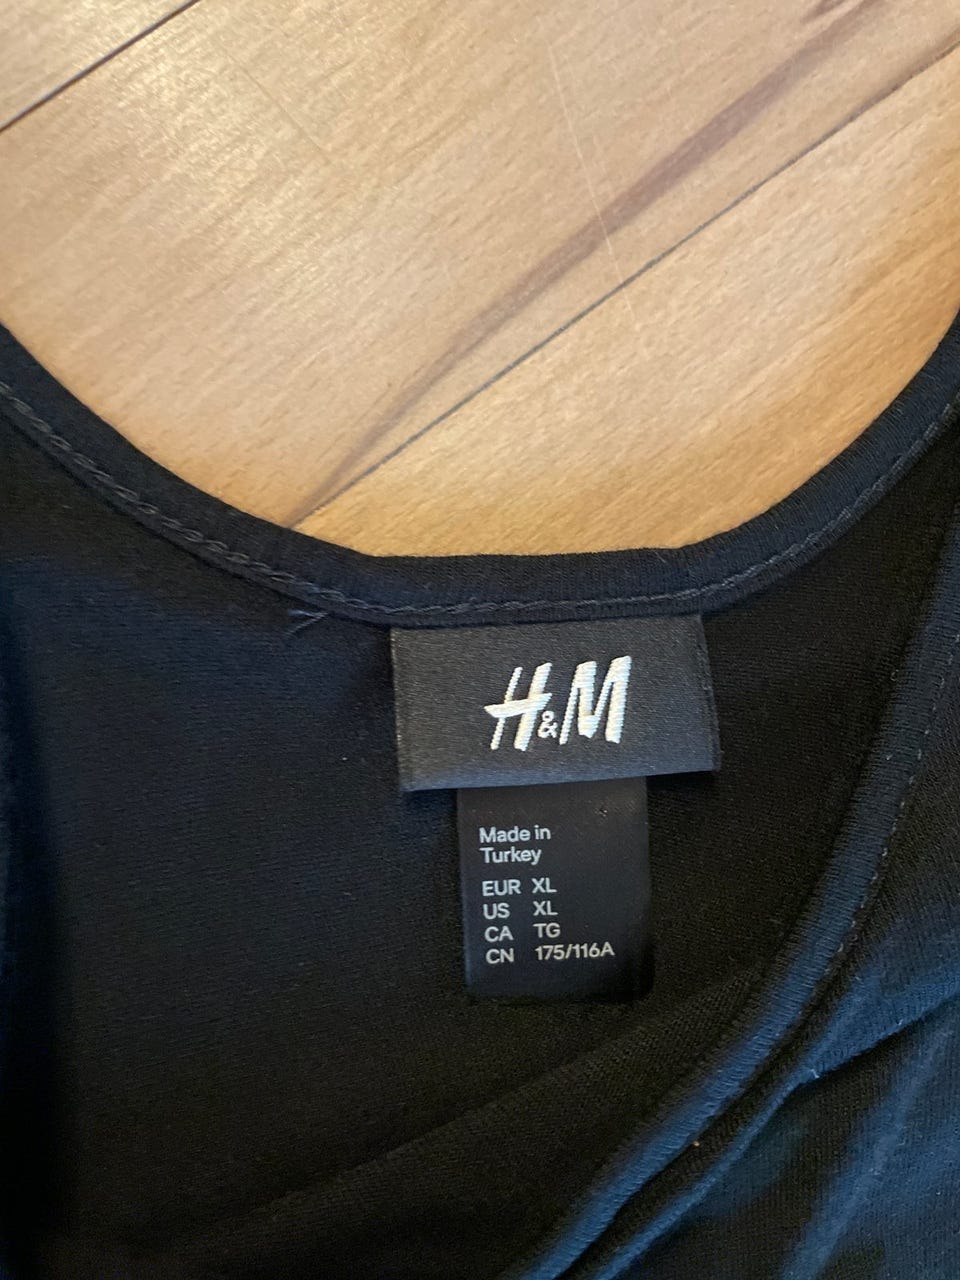 H&M
Made in
Turkey
EUR XL
US XL
CA TG
CN 175/116A